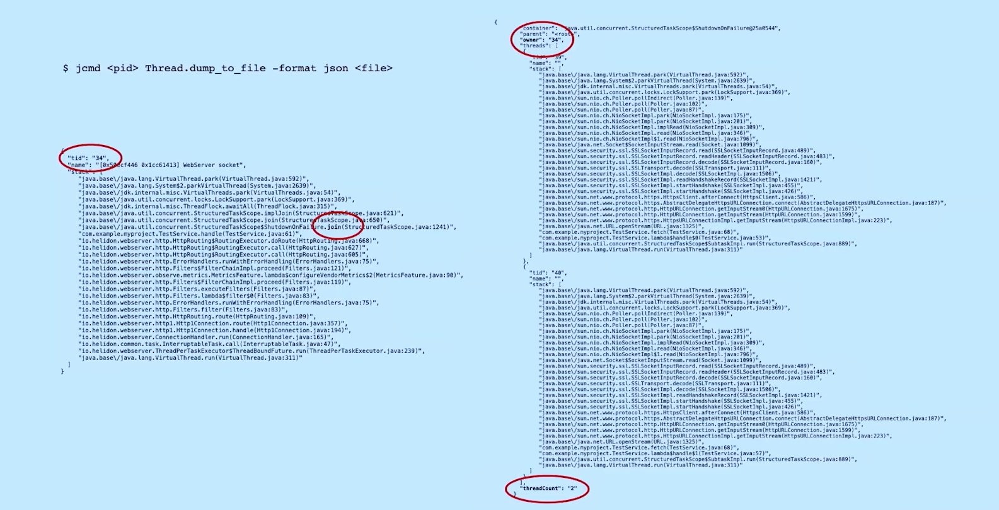 $ jcmd <pid> Thread.dump_to_file -format json <file>
{
"tid": "34",
"name": "[0x50ecf446 0x1cc61413] WebServer socket",
"stack": [
"java.base\/java.lang.VirtualThread.park(VirtualThread.java:592)",
"java.base\/java.lang.System$2.parkVirtualThread(System.java:2639)",
"java.base\/jdk.internal.misc.VirtualThreads.park(VirtualThreads.java:54)",
"java.base\/java.util.concurrent.locks.LockSupport.park(LockSupport.java:369)",
"java.base\/jdk.internal.misc.ThreadFlock.awaitAll(ThreadFlock.java:315)",
"java.base\/java.util.concurrent.StructuredTaskScope.implJoin(StructuredTaskScope.java:621)",
"java.base\/java.util.concurrent.StructuredTaskScope.join(StructuredTaskScope.java:650)",
"java.base\/java.util.concurrent.StructuredTaskScope$ShutdownOnFailure.join(StructuredTaskScope.java:1241)",
"com.example.myproject.TestService.handle(TestService.java:61)",
"io.helidon.webserver.http.HttpRouting$RoutingExecutor.doRoute(HttpRouting.java:668)",
"io.helidon.webserver.http.HttpRouting$RoutingExecutor.call(HttpRouting.java:627)",
"io.helidon.webserver.http.HttpRouting$RoutingExecutor.call(HttpRouting.java:605)",
"io.helidon.webserver.http.ErrorHandlers.runWithErrorHandling(ErrorHandlers.java:75)",
"io.helidon.webserver.http.Filters$FilterChainImpl.proceed(Filters.java:121)",
"io.helidon.webserver.observe.metrics.MetricsFeature.lambda$configureVendorMetrics$2(MetricsFeature.java:90)",
"io.helidon.webserver.http.Filters$FilterChainImpl.proceed(Filters.java:119)",
"io.helidon.webserver.http.Filters.executeFilters(Filters.java:87)",
"io.helidon.webserver.http.Filters.lambda$filter$0(Filters.java:83)",
"io.helidon.webserver.http.ErrorHandlers.runWithErrorHandling(ErrorHandlers.java:75)",
"io.helidon.webserver.http.Filters.filter(Filters.java:83)",
"io.helidon.webserver.http.HttpRouting.route(HttpRouting.java:109)",
"io.helidon.webserver.http1.Http1Connection.route(Http1Connection.java:357)",
"io.helidon.webserver.http1.Http1Connection.handle(Http1Connection.java:194)",
"io.helidon.webserver.ConnectionHandler.run(ConnectionHandler.java:165)",
"io.helidon.common.task.InterruptableTask.call(InterruptableTask.java:47)",
"io.helidon.webserver.ThreadPerTaskExecutor$ThreadBoundFuture.run(ThreadPerTaskExecutor.java:239)",
"java.base\/java.lang.VirtualThread.run(VirtualThread.java:311)"
]
}
{
"container": "java.util.concurrent.StructuredTaskScope$ShutdownOnFailure@25a0544",
"parent": "<root>",
"owner": "34",
"threads": [
{
"tid": "39",
"name": "",
"stack": [
"java.base\/java.lang.VirtualThread.park(VirtualThread.java:592)",
"java.base\/java.lang.System$2.parkVirtualThread(System.java:2639)",
"java.base\/jdk.internal.misc.VirtualThreads.park(VirtualThreads.java:54)",
"java.base\/java.util.concurrent.locks.LockSupport.park(LockSupport.java:369)",
"java.base\/sun.nio.ch.Poller.pollIndirect(Poller.java:139)",
"java.base\/sun.nio.ch.Poller.poll(Poller.java:102)",
"java.base\/sun.nio.ch.Poller.poll(Poller.java:87)",
"java.base\/sun.nio.ch.NioSocketImpl.park(NioSocketImpl.java:175)",
"java.base\/sun.nio.ch.NioSocketImpl.park(NioSocketImpl.java:201)",
"java.base\/sun.nio.ch.NioSocketImpl.implRead(NioSocketImpl.java:309)",
"java.base\/sun.nio.ch.NioSocketImpl.read(NioSocketImpl.java:346)",
"java.base\/sun.nio.ch.NioSocketImpl$1.read(NioSocketImpl.java:796)",
"java.base\/java.net.Socket$SocketInputStream.read(Socket.java:1099)",
"java.base\/sun.security.ssl.SSLSocketInputRecord.read(SSLSocketInputRecord.java:489)",
"java.base\/sun.security.ssl.SSLSocketInputRecord.readHeader(SSLSocketInputRecord.java:483)",
"java.base\/sun.security.ssl.SSLSocketInputRecord.decode(SSLSocketInputRecord.java:160)",
"java.base\/sun.security.ssl.SSLTransport.decode(SSLTransport.java:111)",
"java.base\/sun.security.ssl.SSLSocketImpl.decode(SSLSocketImpl.java:1506)",
"java.base\/sun.security.ssl.SSLSocketImpl.readHandshakeRecord(SSLSocketImpl.java:1421)",
"java.base\/sun.security.ssl.SSLSocketImpl.startHandshake(SSLSocketImpl.java:455)",
"java.base\/sun.security.ssl.SSLSocketImpl.startHandshake(SSLSocketImpl.java:426)",
"java.base\/sun.net.www.protocol.https.HttpsClient.afterConnect(HttpsClient.java:586)",
"java.base\/sun.net.www.protocol.https.AbstractDelegateHttpsURLConnection.connect(AbstractDelegateHttpsURLConnection.java:187)",
"java.base\/sun.net.www.protocol.http.HttpURLConnection.getInputStream0(HttpURLConnection.java:1675)",
"java.base\/sun.net.www.protocol.http.HttpURLConnection.getInputStream(HttpURLConnection.java:1599)",
"java.base\/sun.net.www.protocol.https.HttpsURLConnectionImpl.getInputStream(HttpsURLConnectionImpl.java:223)",
"java.base\/java.net.URL.openStream(URL.java:1325)",
"com.example.myproject.TestService.fetch(TestService.java:68)",
"com.example.myproject.TestService.lambda$handle$0(TestService.java:53)",
"java.base\/java.util.concurrent.StructuredTaskScope$SubtaskImpl.run(StructuredTaskScope.java:889)",
"java.base\/java.lang.VirtualThread.run(VirtualThread.java:311)"
]
},
{
"tid": "40",
"name": "",
"stack": [
"java.base\/java.lang.VirtualThread.park(VirtualThread.java:592)",
"java.base\/java.lang.System$2.parkVirtualThread(System.java:2639)",
"java.base\/jdk.internal.misc.VirtualThreads.park(VirtualThreads.java:54)",
"java.base\/java.util.concurrent.locks.LockSupport.park(LockSupport.java:369)",
"java.base\/sun.nio.ch.Poller.pollIndirect(Poller.java:139)",
"java.base\/sun.nio.ch.Poller.poll(Poller.java:102)",
"java.base\/sun.nio.ch.Poller.poll(Poller.java:87)",
"java.base\/sun.nio.ch.NioSocketImpl.park(NioSocketImpl.java:175)",
"java.base\/sun.nio.ch.NioSocketImpl.park(NioSocketImpl.java:201)",
"java.base\/sun.nio.ch.NioSocketImpl.implRead(NioSocketImpl.java:309)",
"java.base\/sun.nio.ch.NioSocketImpl.read(NioSocketImpl.java:346)",
"java.base\/sun.nio.ch.NioSocketImpl$1.read(NioSocketImpl.java:796)",
"java.base\/java.net.Socket$SocketInputStream.read(Socket.java:1099)",
"java.base\/sun.security.ssl.SSLSocketInputRecord.read(SSLSocketInputRecord.java:489)",
"java.base\/sun.security.ssl.SSLSocketInputRecord.readHeader(SSLSocketInputRecord.java:483)",
"java.base\/sun.security.ssl.SSLSocketInputRecord.decode(SSLSocketInputRecord.java:160)",
"java.base\/sun.security.ssl.SSLTransport.decode(SSLTransport.java:111)",
"java.base\/sun.security.ssl.SSLSocketImpl.decode(SSLSocketImpl.java:1506)",
"java.base\/sun.security.ssl.SSLSocketImpl.readHandshakeRecord(SSLSocketImpl.java:1421)",
"java.base\/sun.security.ssl.SSLSocketImpl.startHandshake(SSLSocketImpl.java:455)",
"java.base\/sun.security.ssl.SSLSocketImpl.startHandshake(SSLSocketImpl.java:426)",
"java.base\/sun.net.www.protocol.https.HttpsClient.afterConnect(HttpsClient.java:586)",
"java.base\/sun.net.www.protocol.https.AbstractDelegateHttpsURLConnection.connect(AbstractDelegateHttpsURLConnection.java:187)",
"java.base\/sun.net.www.protocol.http.HttpURLConnection.getInputStream0(HttpURLConnection.java:1675)",
"java.base\/sun.net.www.protocol.http.HttpURLConnection.getInputStream(HttpURLConnection.java:1599)",
"java.base\/sun.net.www.protocol.https.HttpsURLConnectionImpl.getInputStream(HttpsURLConnectionImpl.java:223)",
"java.base\/java.net.URL.openStream(URL.java:1325)",
"com.example.myproject.TestService.fetch(TestService.java:68)",
"com.example.myproject.TestService.lambda$handle$1(TestService.java:57)",
"java.base\/java.util.concurrent.StructuredTaskScope$SubtaskImpl.run(StructuredTaskScope.java:889)",
"java.base\/java.lang.VirtualThread.run(VirtualThread.java:311)"
]
}
],
"threadCount": "2"
}